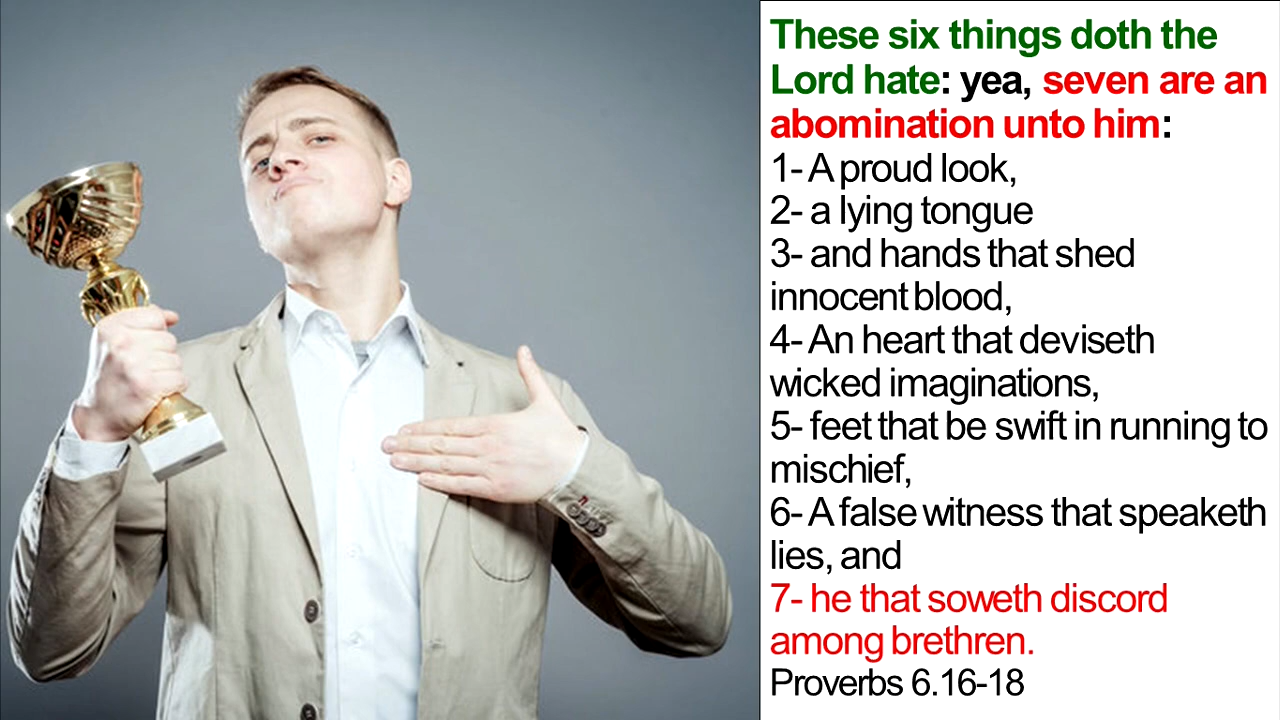 These six things doth the
Lord hate: yea, seven are an
abomination unto him:
1- A proud look,
2- a lying tongue
3- and hands that shed
innocent blood,
4- An heart that deviseth
wicked imaginations,
5- feet that be swift in running to
mischief,
6- A false witness that speaketh
lies, and
7- he that soweth discord
among brethren.
Proverbs 6.16-18